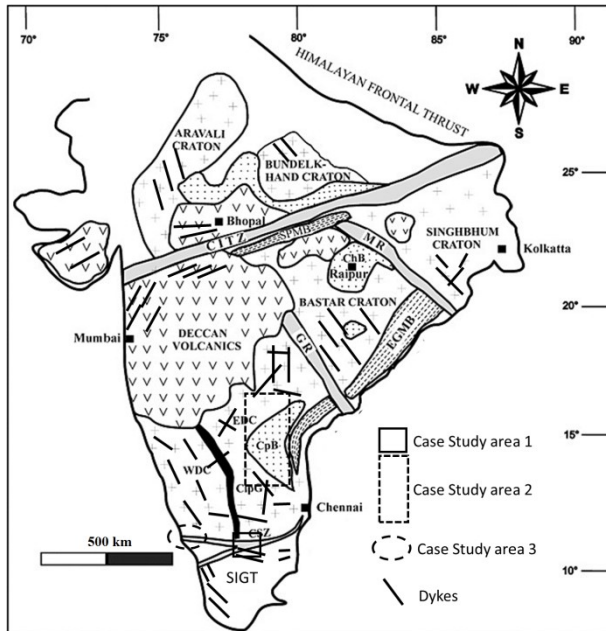 70°
75°
80°
85°
90°
N
W E
S
HIMALAYAN FRONTAL THRUST
ARAVALI
CRATON
BUNDELK-
HAND CRATON
25°
Bhopal
CITZ
SPMB
MR
SINGHBHUM
CRATON
Kolkatta
ChB
Raipur
BASTAR CRATON
20°
Mumbai
DECCAN
VOLCANICS
GR
EGMB
EDC
15°
CpB
WDC
ClpG
Chennai
CSZ
SIGT
500 km
10°
Case Study area 1
Case Study area 2
Case Study area 3
Dykes